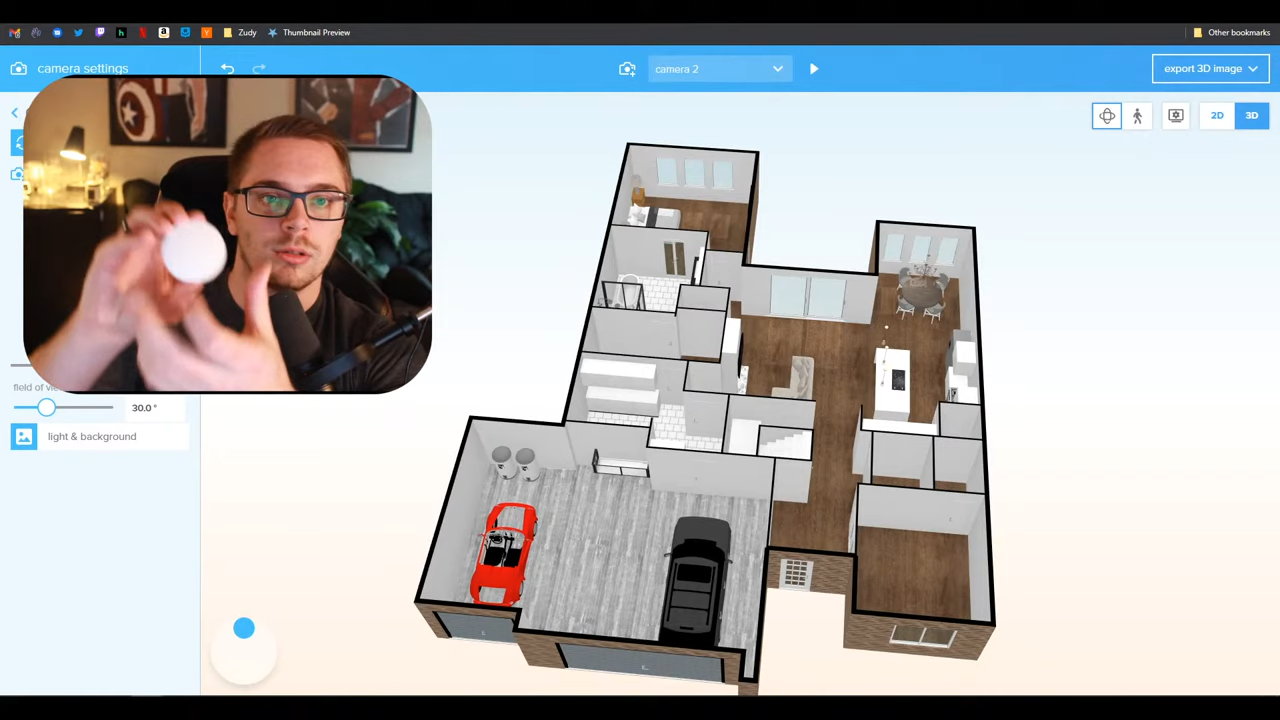 Zudy
Thumbnail Preview
Other bookmarks
camera settings
camera 2
export 3D image
2D
3D
field of
30.0 °
light & background